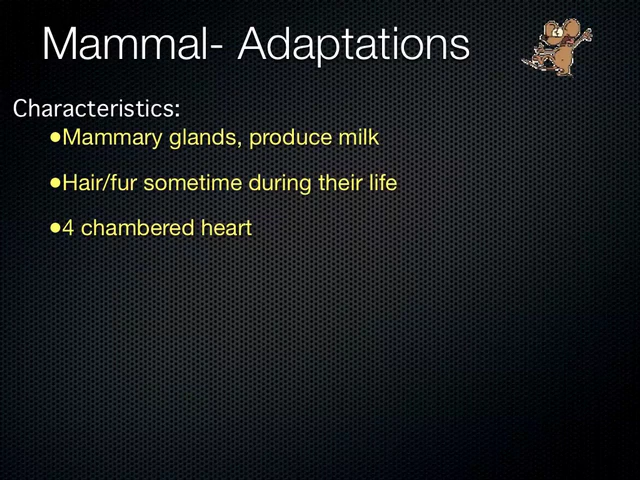 Mammal- Adaptations
Characteristics:
•Mammary glands, produce milk
•Hair/fur sometime during their life
•4 chambered heart